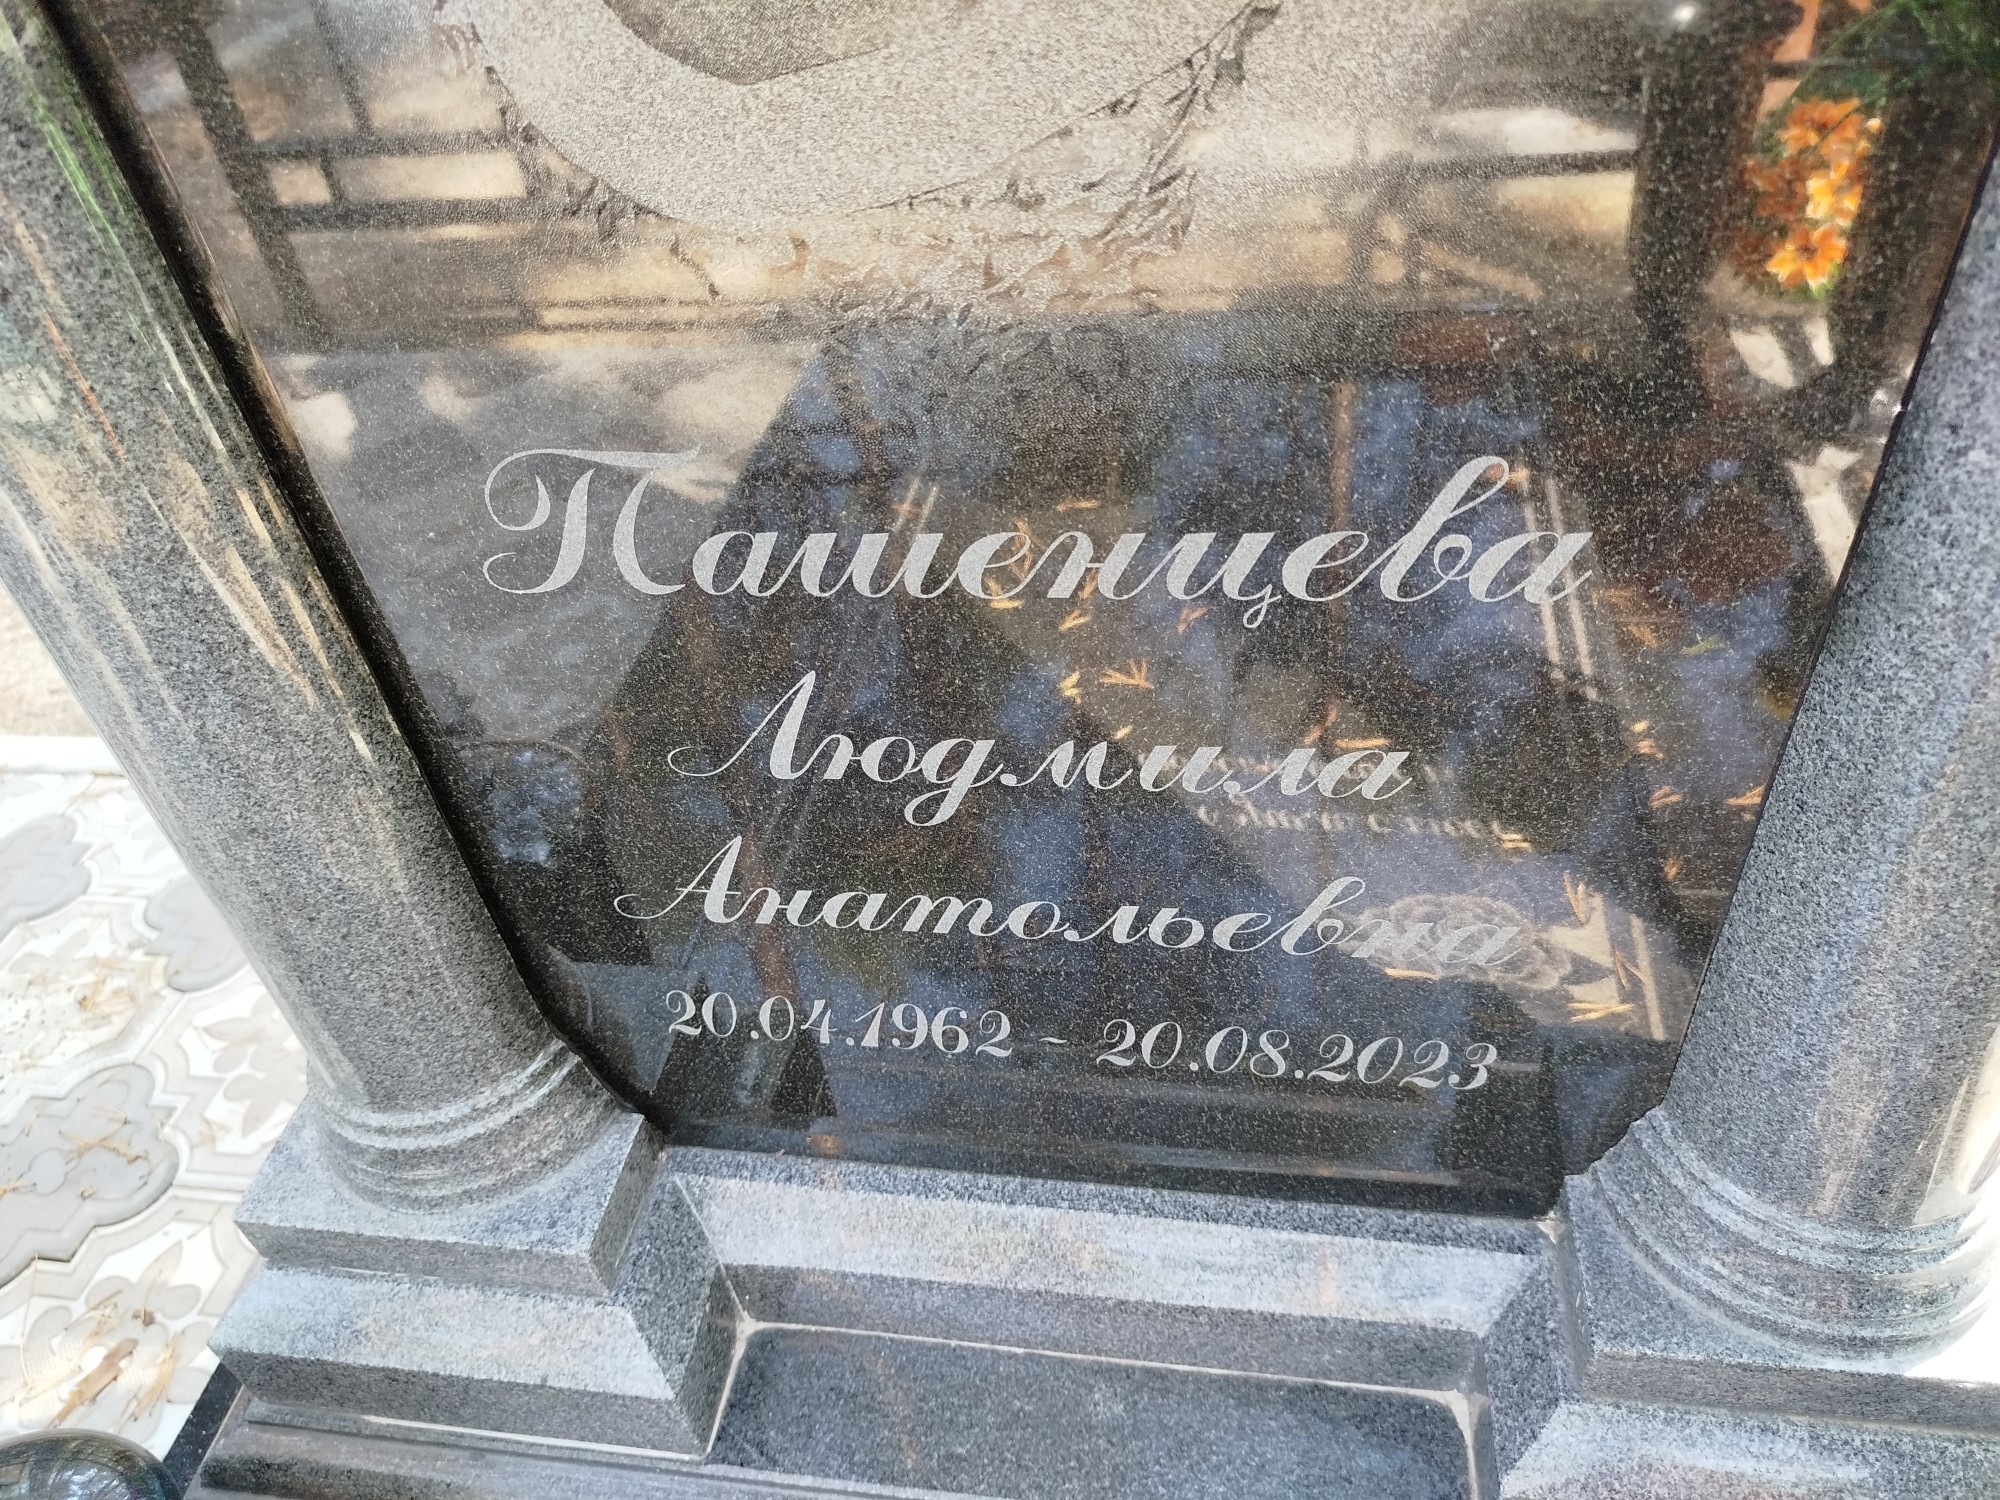 Пашенцева
Людмила
Анатольевна
20.04.1962 - 20.08.2023